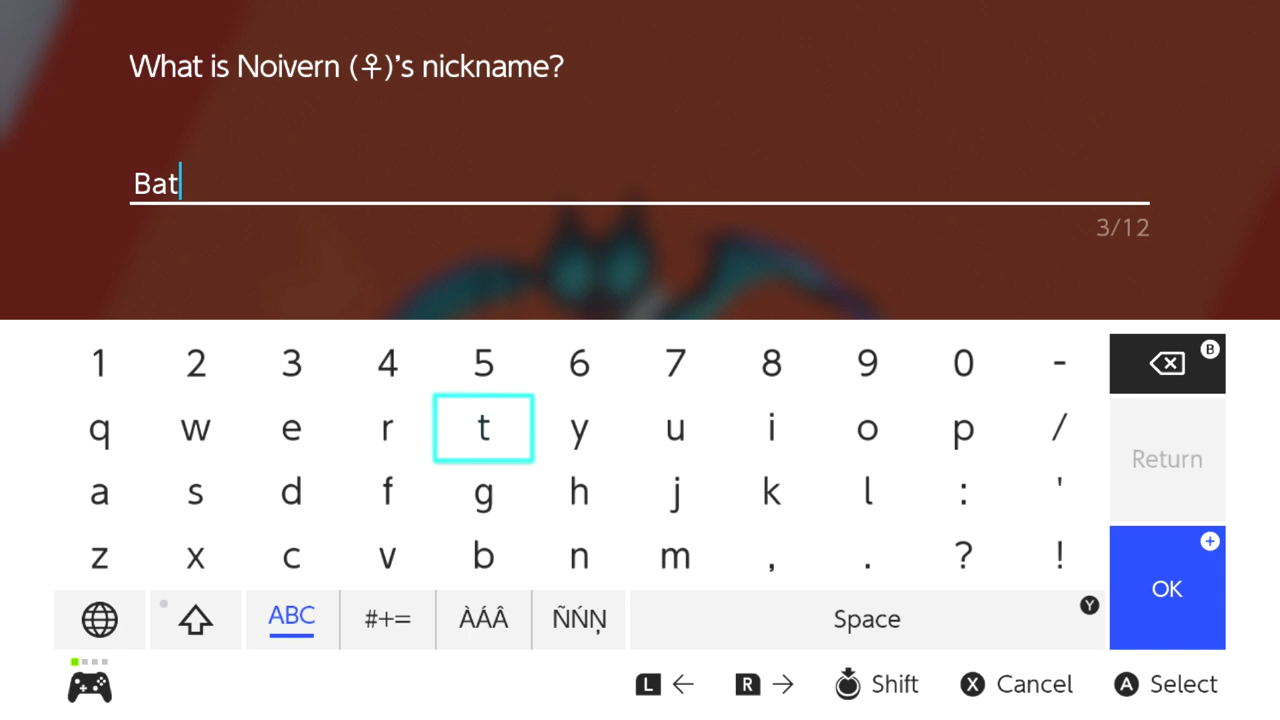 What is Noivern (♀)'s nickname?
Bat
3/12
1 2 3 4 5 6 7 8 9 0 - B
q w e r t y u i o p /
Return
a s d f g h j k l : '
z x c v b n m , . ? ! +
OK
ABC #+= ÀÁÂ ÑŃŅ Space Y
L ← R → Shift X Cancel A Select